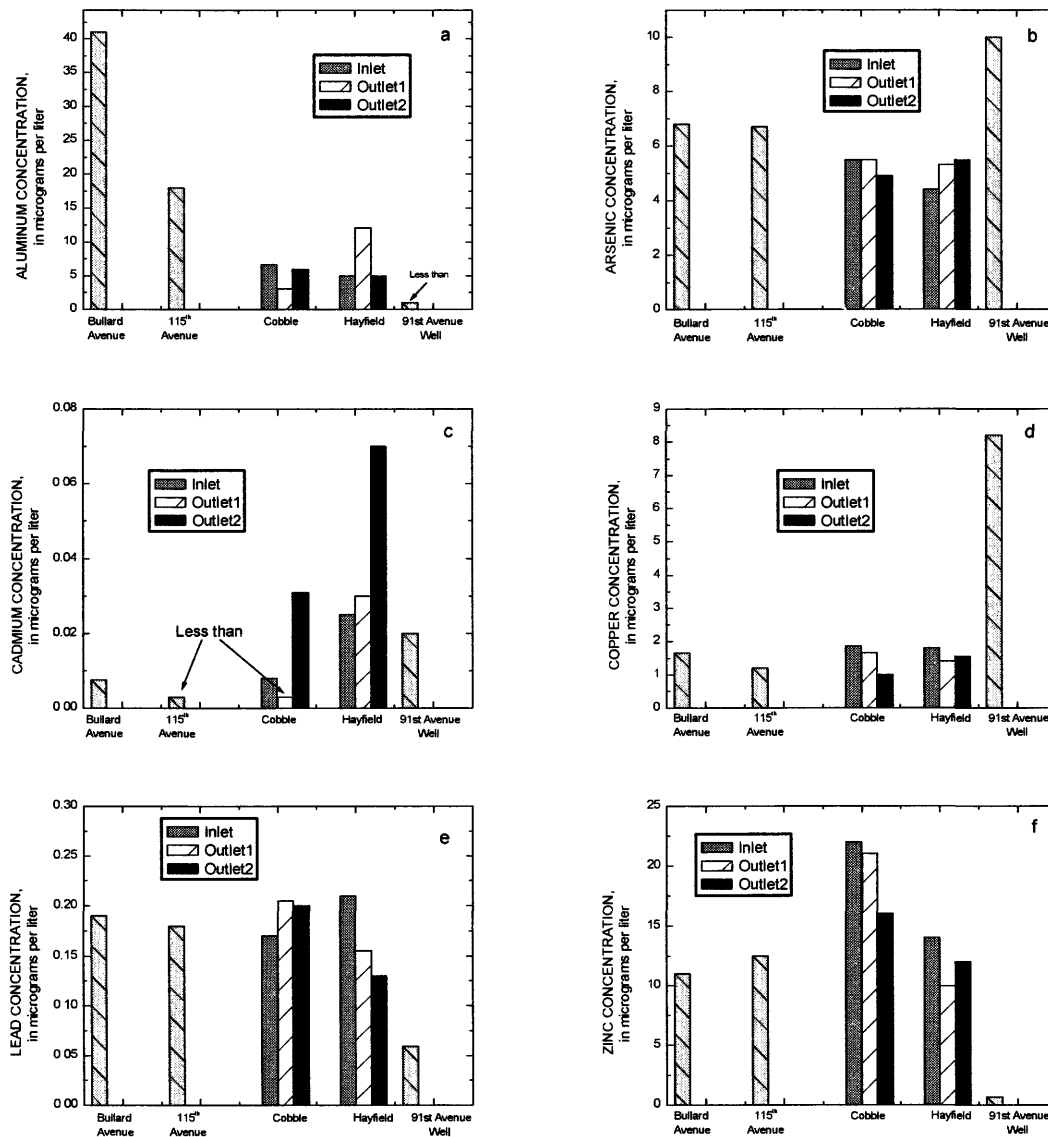 a
ALUMINUM CONCENTRATION,
in micrograms per liter
40
35
30
25
20
15
10
5
0
Inlet
Outlet1
Outlet2
Less than
Bullard
Avenue
115th
Avenue
Cobble
Hayfield
91st Avenue
Well
b
ARSENIC CONCENTRATION,
in micrograms per liter
10
8
6
4
2
0
Inlet
Outlet1
Outlet2
Bullard
Avenue
115th
Avenue
Cobble
Hayfield
91st Avenue
Well
c
CADMIUM CONCENTRATION,
in micrograms per liter
0.08
0.06
0.04
0.02
0.00
Inlet
Outlet1
Outlet2
Less than
Bullard
Avenue
115th
Avenue
Cobble
Hayfield
91st Avenue
Well
d
COPPER CONCENTRATION,
in micrograms per liter
9
8
7
6
5
4
3
2
1
0
Inlet
Outlet1
Outlet2
Bullard
Avenue
115th
Avenue
Cobble
Hayfield
91st Avenue
Well
e
LEAD CONCENTRATION,
in micrograms per liter
0.30
0.25
0.20
0.15
0.10
0.05
0.00
Inlet
Outlet1
Outlet2
Bullard
Avenue
115th
Avenue
Cobble
Hayfield
91st Avenue
Well
f
ZINC CONCENTRATION,
in micrograms per liter
25
20
15
10
5
0
Inlet
Outlet1
Outlet2
Bullard
Avenue
115th
Avenue
Cobble
Hayfield
91st Avenue
Well